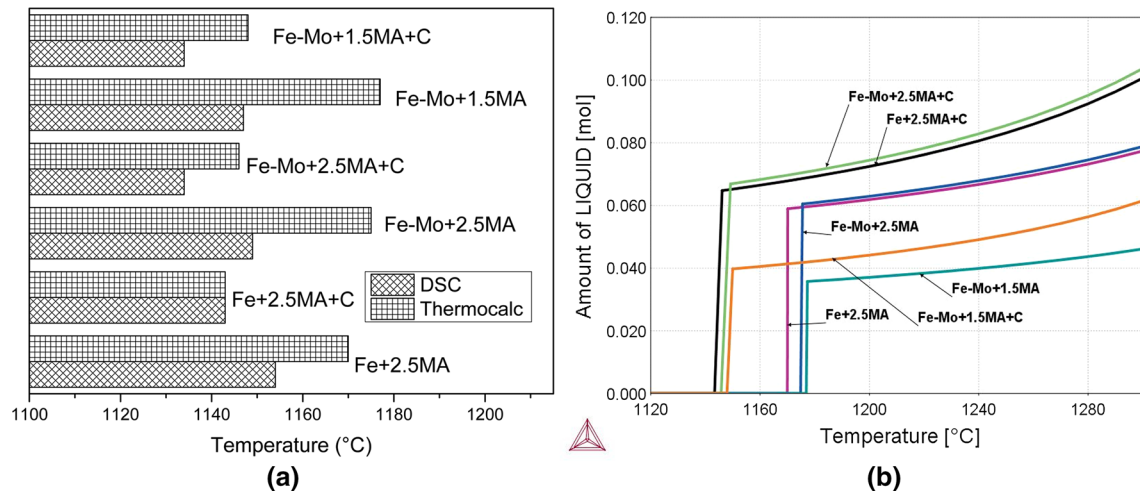 Fe-Mo+1.5MA+C
Fe-Mo+1.5MA
Fe-Mo+2.5MA+C
Fe-Mo+2.5MA
DSC
Thermocalc
Fe+2.5MA+C
Fe+2.5MA
1100 1120 1140 1160 1180 1200
Temperature (°C)
(a)
Amount of LIQUID [mol]
0.120
0.100
0.080
0.060
0.040
0.020
0.000
Fe-Mo+2.5MA+C
Fe+2.5MA+C
Fe-Mo+2.5MA
Fe-Mo+1.5MA
Fe+2.5MA
Fe-Mo+1.5MA+C
1120 1160 1200 1240 1280
Temperature [°C]
(b)